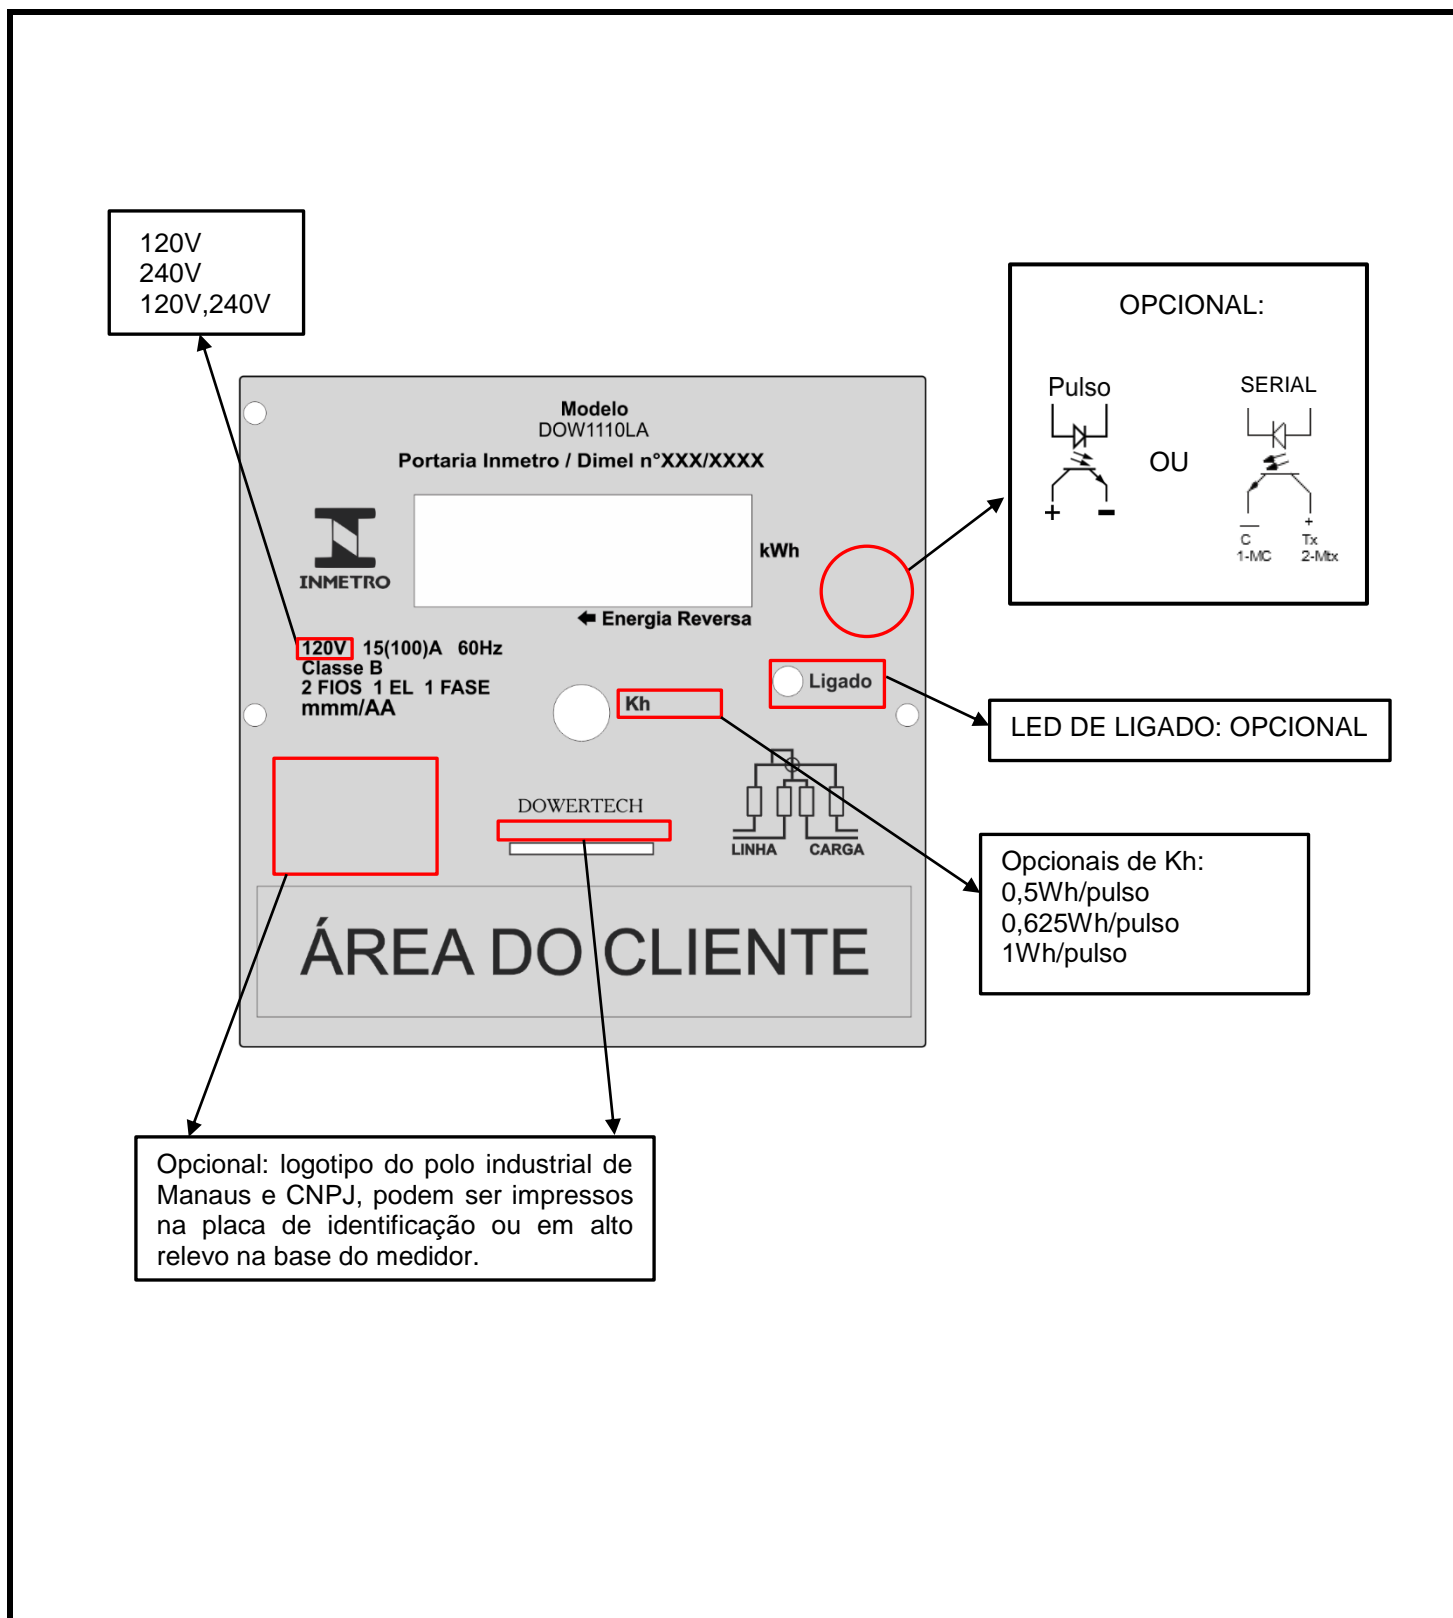 120V
240V
120V,240V
OPCIONAL:
Pulso
SERIAL
OU
+
-
C
1-MC
+
Tx
2-Mtx
Modelo
DOW1110LA
Portaria Inmetro / Dimel n°XXX/XXXX
INMETRO
kWh
Energia Reversa
120V 15(100)A 60Hz
Classe B
2 FIOS 1 EL 1 FASE
mmm/AA
Kh
Ligado
LED DE LIGADO: OPCIONAL
DOWERTECH
LINHA CARGA
Opcionais de Kh:
0,5Wh/pulso
0,625Wh/pulso
1Wh/pulso
ÁREA DO CLIENTE
Opcional: logotipo do polo industrial de
Manaus e CNPJ, podem ser impressos
na placa de identificação ou em alto
relevo na base do medidor.